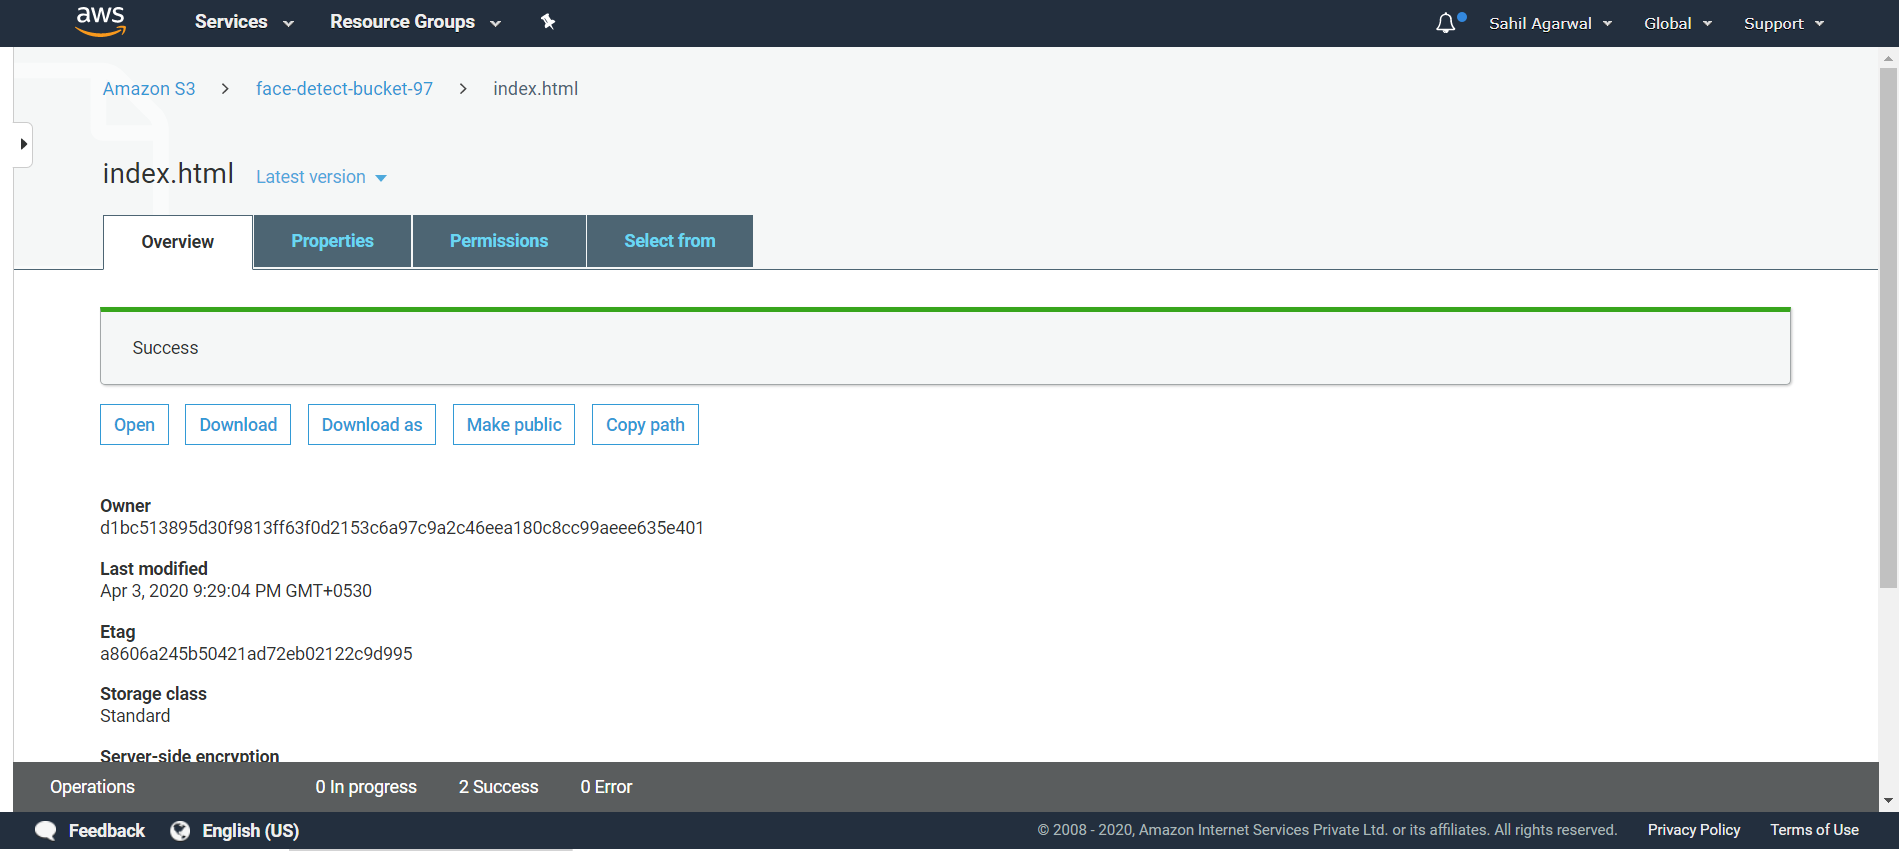 aws Services Resource Groups Sahil Agarwal Global Support
Amazon S3 > face-detect-bucket-97 > index.html
index.html Latest version
Overview Properties Permissions Select from
Success
Open Download Download as Make public Copy path
Owner
d1bc513895d30f9813ff63f0d2153c6a97c9a2c46eea180c8cc99aeee635e401
Last modified
Apr 3, 2020 9:29:04 PM GMT+0530
Etag
a8606a245b50421ad72eb02122c9d995
Storage class
Standard
Server-side encryption
Operations 0 In progress 2 Success 0 Error
Feedback English (US) © 2008 - 2020, Amazon Internet Services Private Ltd. or its affiliates. All rights reserved. Privacy Policy Terms of Use